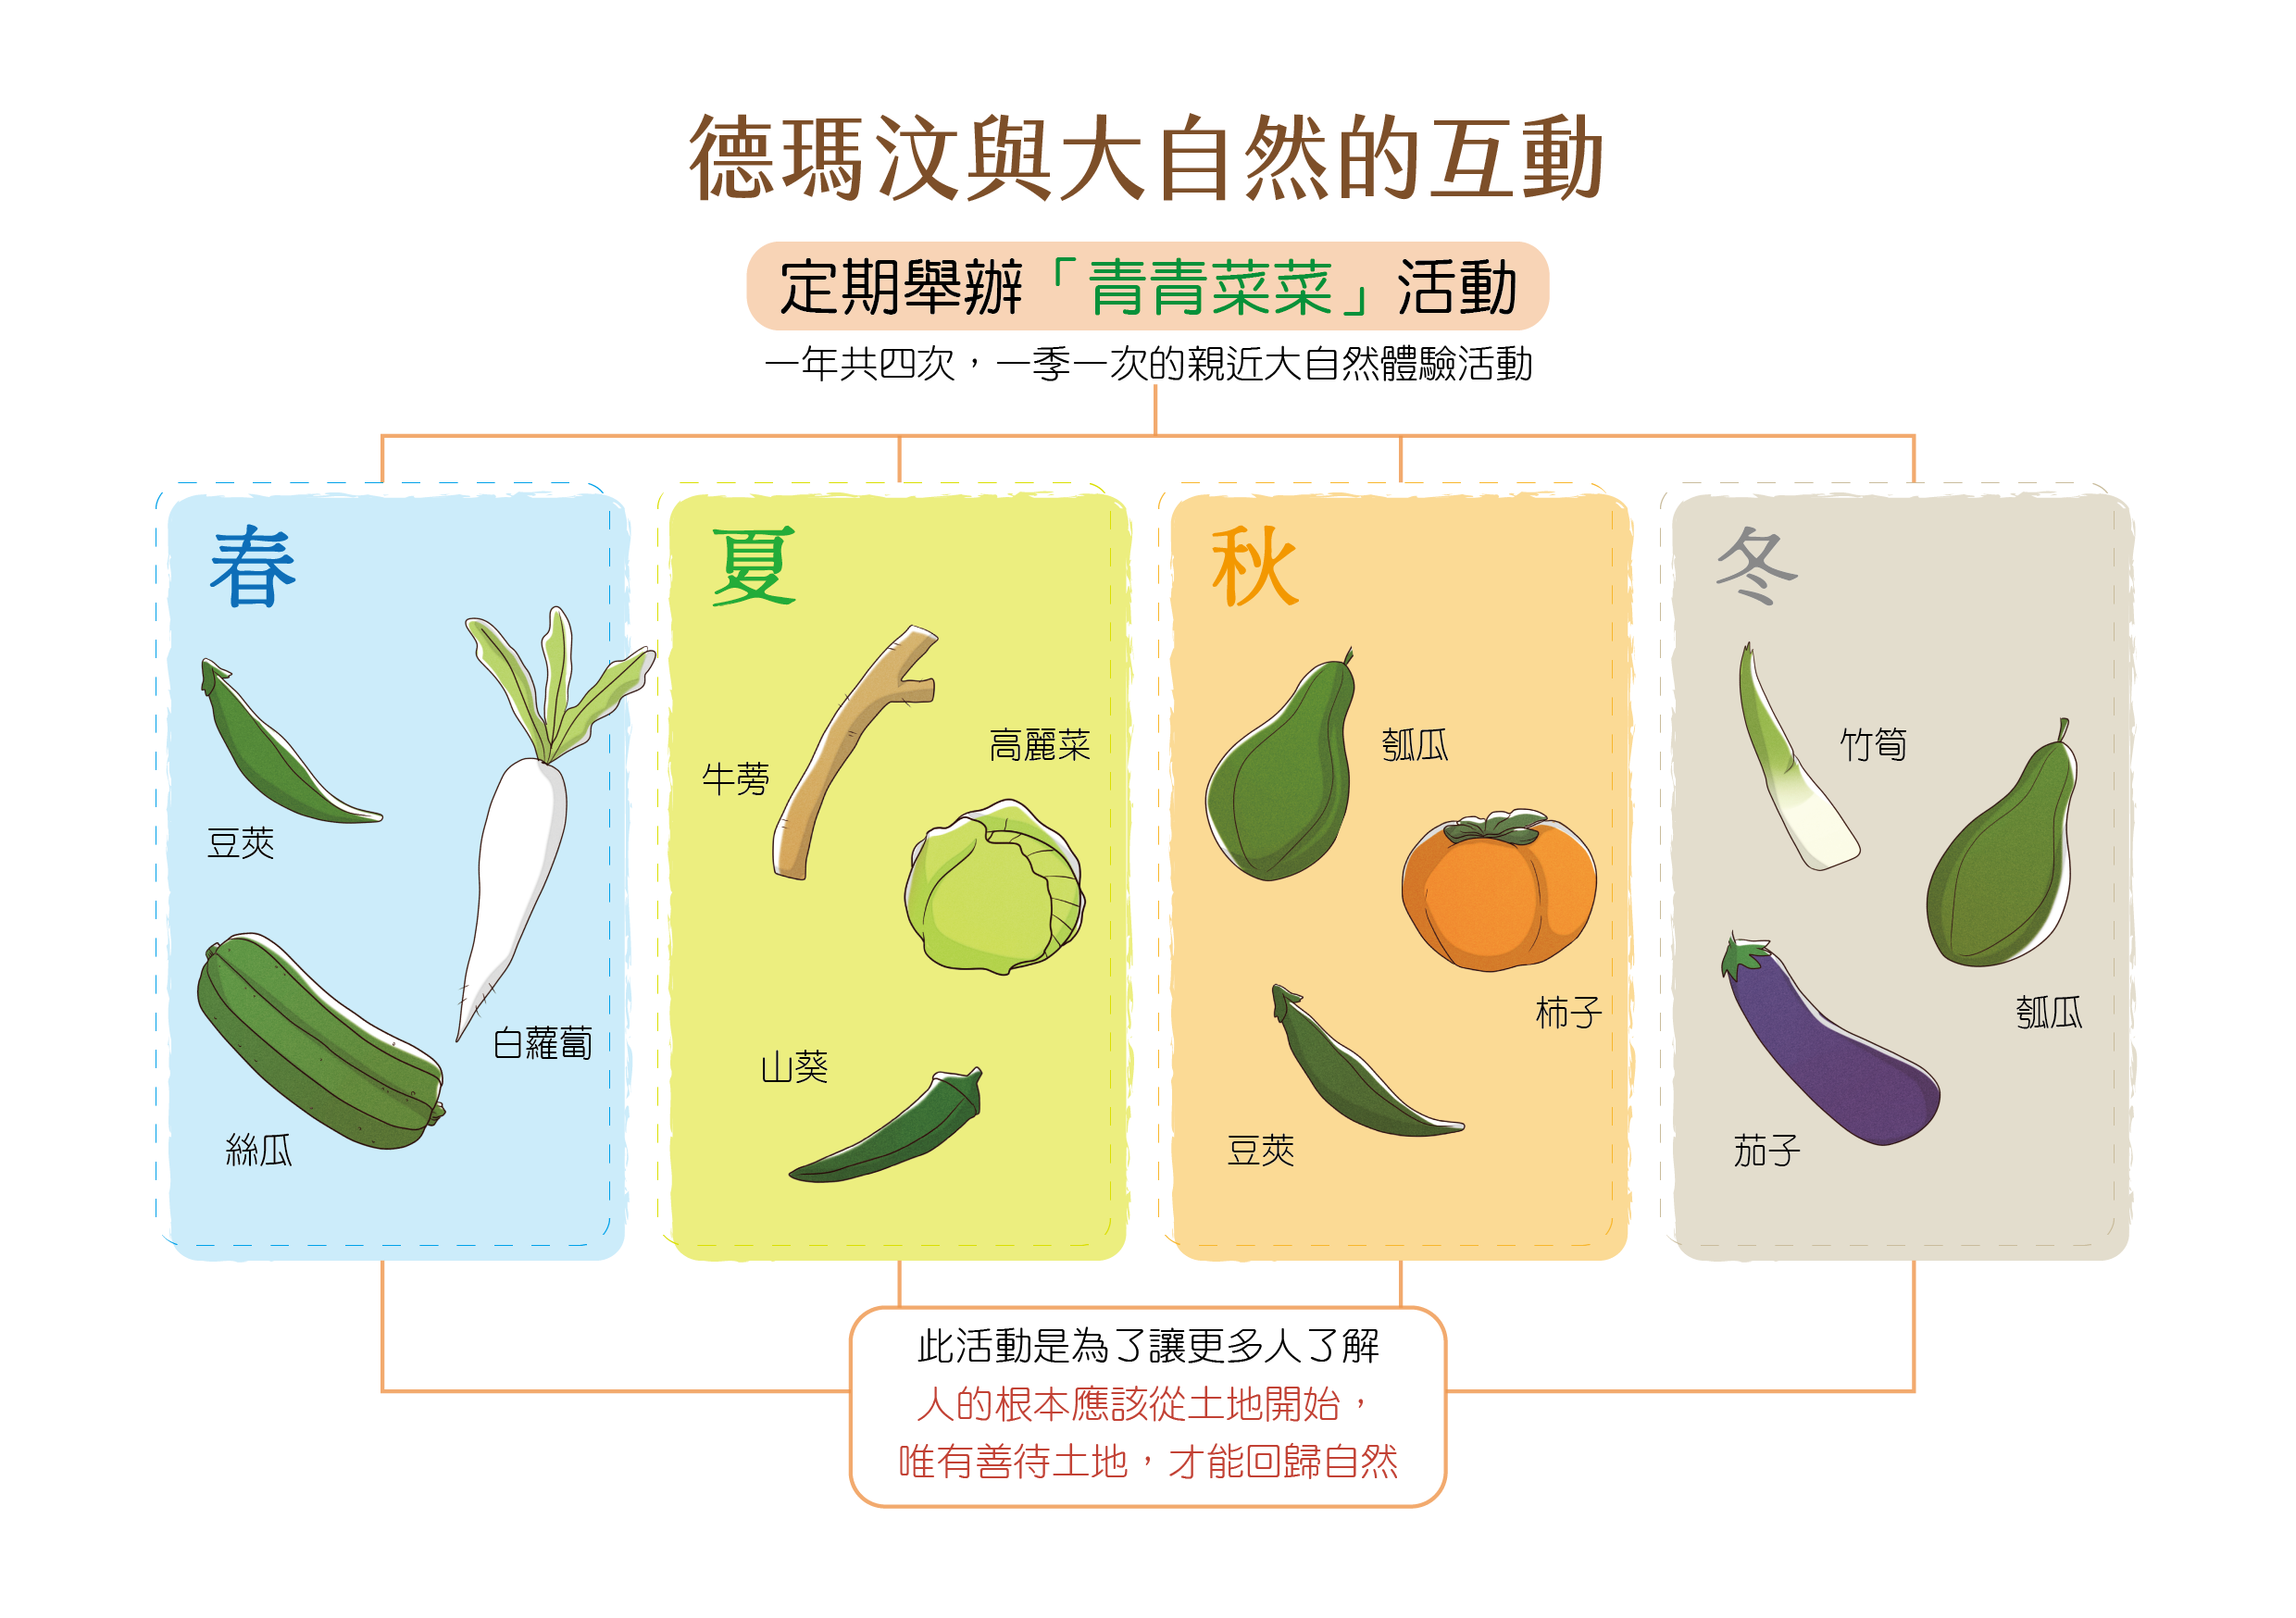 德瑪汶與大自然的互動
定期舉辦「青青菜菜」活動
一年共四次，一季一次的親近大自然體驗活動
春
豆莢
白蘿蔔
絲瓜
夏
牛蒡
高麗菜
山葵
秋
瓠瓜
柿子
豆莢
冬
竹筍
瓠瓜
茄子
此活動是為了讓更多人了解
人的根本應該從土地開始，
唯有善待土地，才能回歸自然